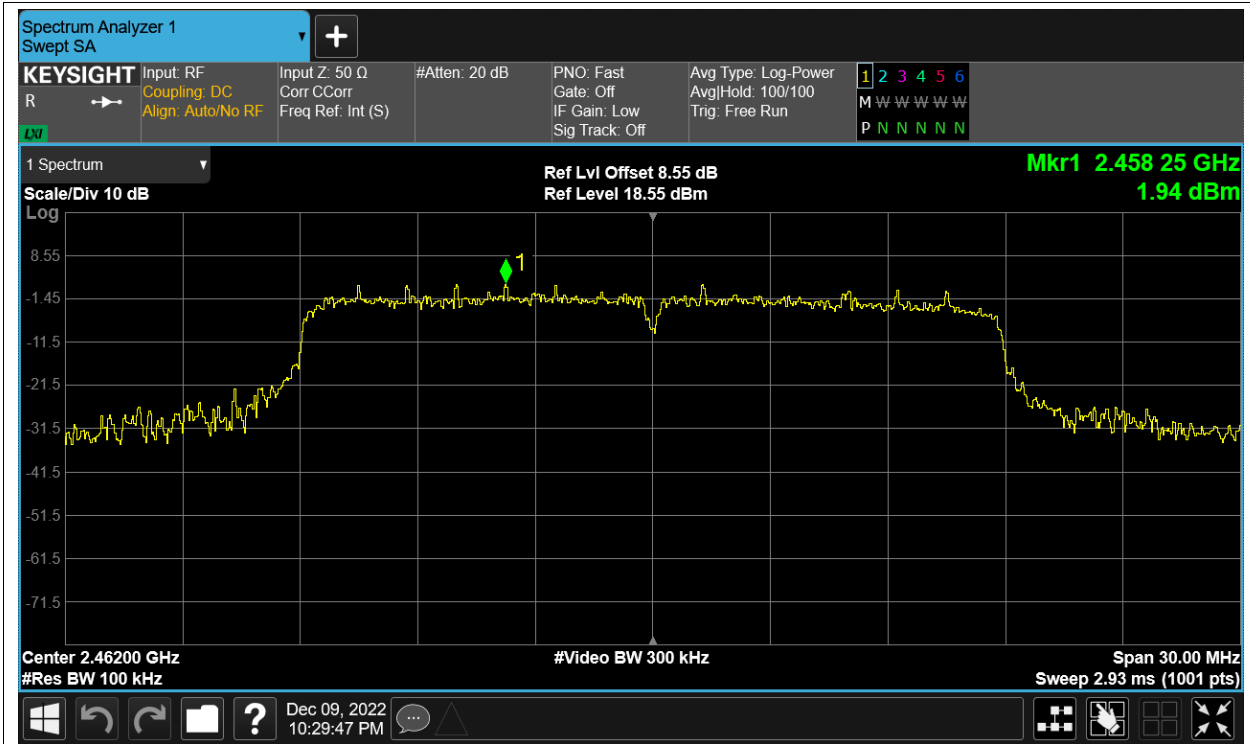 Spectrum Analyzer 1
Swept SA
KEYSIGHT
R
LXI
Input: RF
Coupling: DC
Align: Auto/No RF
Input Z: 50 Ω
Corr CCorr
Freq Ref: Int (S)
#Atten: 20 dB
PNO: Fast
Gate: Off
IF Gain: Low
Sig Track: Off
Avg Type: Log-Power
Avg|Hold: 100/100
Trig: Free Run
1 2 3 4 5 6
M W W W W W
P N N N N N
1 Spectrum
Scale/Div 10 dB
Log
Ref Lvl Offset 8.55 dB
Ref Level 18.55 dBm
Mkr1 2.458 25 GHz
1.94 dBm
1
8.55
-1.45
-11.5
-21.5
-31.5
-41.5
-51.5
-61.5
-71.5
Center 2.46200 GHz
#Res BW 100 kHz
#Video BW 300 kHz
Span 30.00 MHz
Sweep 2.93 ms (1001 pts)
?
Dec 09, 2022
10:29:47 PM